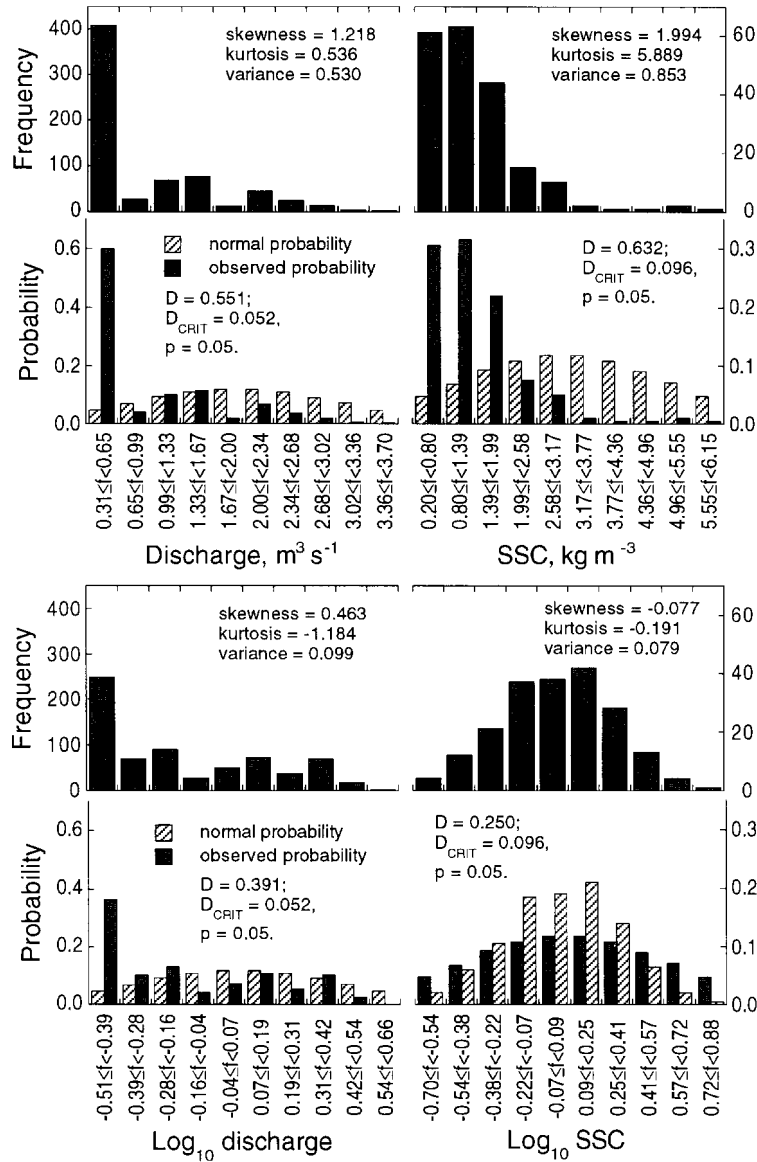 400
300
200
100
0
Frequency
skewness = 1.218
kurtosis = 0.536
variance = 0.530
skewness = 1.994
kurtosis = 5.889
variance = 0.853
60
40
20
0
0.6
0.4
0.2
0.0
Probability
normal probability
observed probability
D = 0.551;
D_CRIT = 0.052,
p = 0.05.
D = 0.632;
D_CRIT = 0.096,
p = 0.05.
0.3
0.2
0.1
0.0
0.31≤f<0.65
0.65≤f<0.99
0.99≤f<1.33
1.33≤f<1.67
1.67≤f<2.00
2.00≤f<2.34
2.34≤f<2.68
2.68≤f<3.02
3.02≤f<3.36
3.36≤f<3.70
Discharge, m³ s⁻¹
0.20≤f<0.80
0.80≤f<1.39
1.39≤f<1.99
1.99≤f<2.58
2.58≤f<3.17
3.17≤f<3.77
3.77≤f<4.36
4.36≤f<4.96
4.96≤f<5.55
5.55≤f<6.15
SSC, kg m⁻³
400
300
200
100
0
Frequency
skewness = 0.463
kurtosis = -1.184
variance = 0.099
skewness = -0.077
kurtosis = -0.191
variance = 0.079
60
40
20
0
0.6
0.4
0.2
0.0
Probability
normal probability
observed probability
D = 0.391;
D_CRIT = 0.052,
p = 0.05.
D = 0.250;
D_CRIT = 0.096,
p = 0.05.
0.3
0.2
0.1
0.0
-0.51≤f<-0.39
-0.39≤f<-0.28
-0.28≤f<-0.16
-0.16≤f<-0.04
-0.04≤f<0.07
0.07≤f<0.19
0.19≤f<0.31
0.31≤f<0.42
0.42≤f<0.54
0.54≤f<0.66
Log₁₀ discharge
-0.70≤f<-0.54
-0.54≤f<-0.38
-0.38≤f<-0.22
-0.22≤f<-0.07
-0.07≤f<0.09
0.09≤f<0.25
0.25≤f<0.41
0.41≤f<0.57
0.57≤f<0.72
0.72≤f<0.88
Log₁₀ SSC